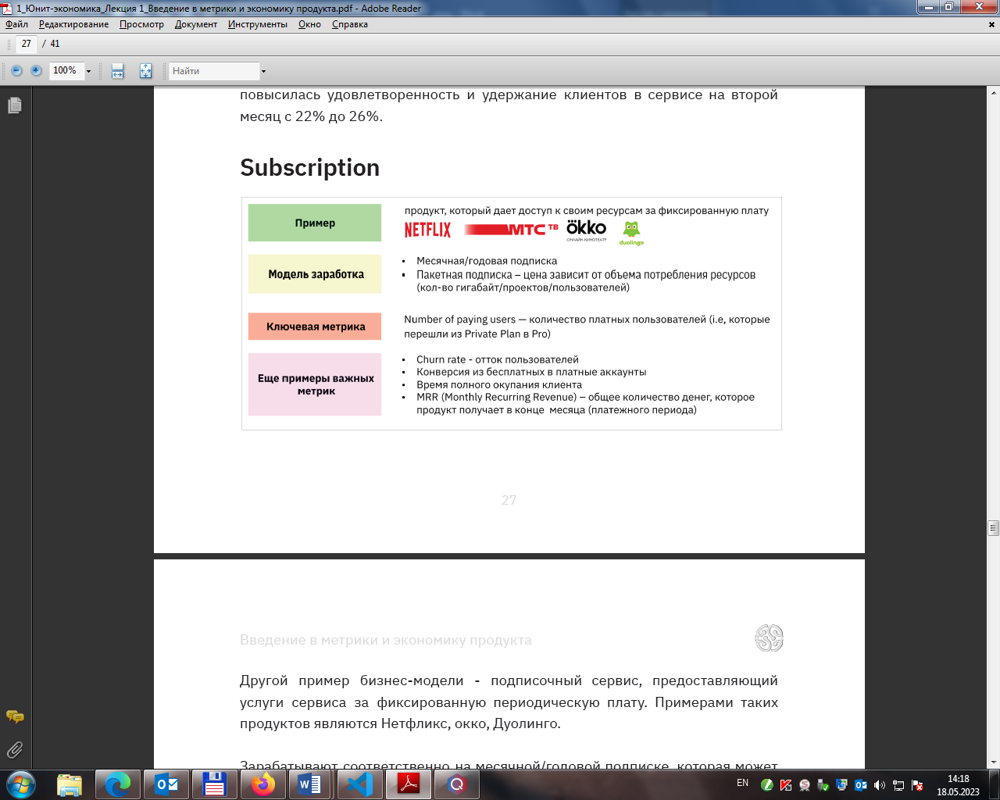 1_Юнит-экономика_Лекция 1_Введение в метрики и экономику продукта.pdf - Adobe Reader
Файл Редактирование Просмотр Документ Инструменты Окно Справка
27 / 41
100% Найти
повысилась удовлетворенность и удержание клиентов в сервисе на второй
месяц с 22% до 26%.
Subscription
Пример
продукт, который дает доступ к своим ресурсам за фиксированную плату
NETFLIX МТС ТВ ökko ОНЛАЙН-КИНОТЕАТР duolingo
Модель заработка
• Месячная/годовая подписка
• Пакетная подписка – цена зависит от объема потребления ресурсов
(кол-во гигабайт/проектов/пользователей)
Ключевая метрика
Number of paying users — количество платных пользователей (i.e, которые
перешли из Private Plan в Pro)
Еще примеры важных
метрик
• Churn rate - отток пользователей
• Конверсия из бесплатных в платные аккаунты
• Время полного окупания клиента
• MRR (Monthly Recurring Revenue) – общее количество денег, которое
продукт получает в конце месяца (платежного периода)
27
Введение в метрики и экономику продукта
Другой пример бизнес-модели - подписочный сервис, предоставляющий
услуги сервиса за фиксированную периодическую плату. Примерами таких
продуктов являются Нетфликс, окко, Дуолинго.
Зарабатывают соответственно на месячной/годовой подписке, которая может
EN
14:18
18.05.2023